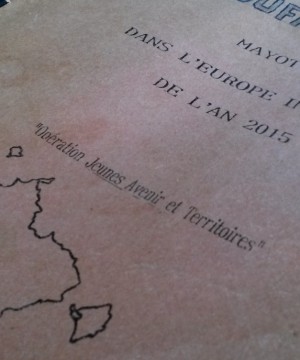 MAYOT
DANS L'EUROPE I
DE L'AN 2015
"Opération Jeunes Avenir et Territoires"